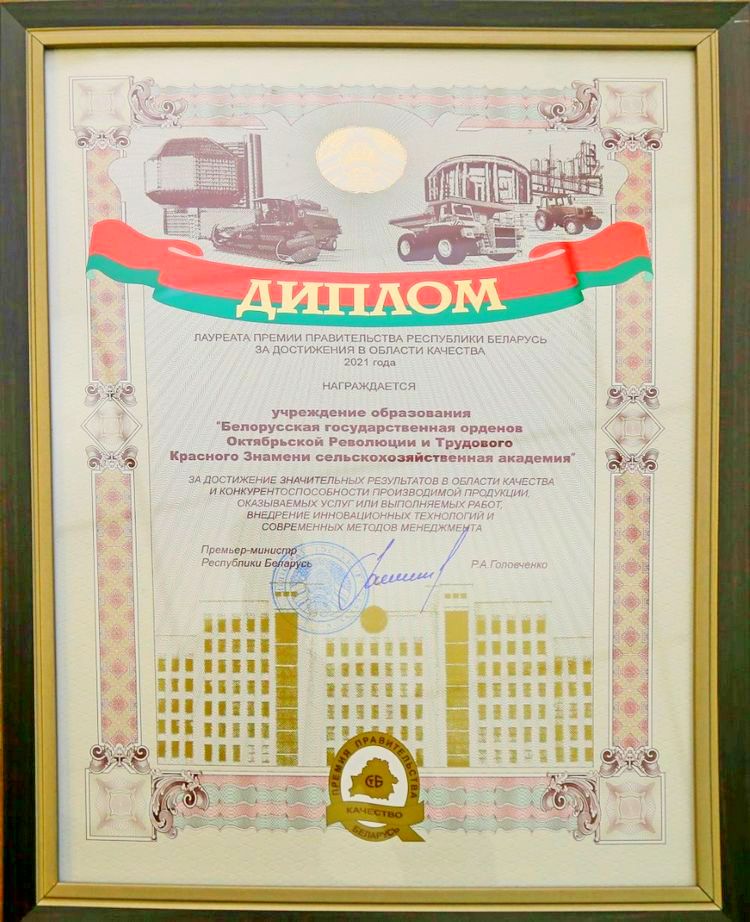 ДИПЛОМ
ЛАУРЕАТА ПРЕМИИ ПРАВИТЕЛЬСТВА РЕСПУБЛИКИ БЕЛАРУСЬ
ЗА ДОСТИЖЕНИЯ В ОБЛАСТИ КАЧЕСТВА
2021 года
НАГРАЖДАЕТСЯ
учреждение образования
"Белорусская государственная орденов
Октябрьской Революции и Трудового
Красного Знамени сельскохозяйственная академия"
ЗА ДОСТИЖЕНИЕ ЗНАЧИТЕЛЬНЫХ РЕЗУЛЬТАТОВ В ОБЛАСТИ КАЧЕСТВА
И КОНКУРЕНТОСПОСОБНОСТИ ПРОИЗВОДИМОЙ ПРОДУКЦИИ,
ОКАЗЫВАЕМЫХ УСЛУГ ИЛИ ВЫПОЛНЯЕМЫХ РАБОТ,
ВНЕДРЕНИЕ ИННОВАЦИОННЫХ ТЕХНОЛОГИЙ И
СОВРЕМЕННЫХ МЕТОДОВ МЕНЕДЖМЕНТА
Премьер-министр
Республики Беларусь
Р.А.Головченко
ПРЕМИЯ ПРАВИТЕЛЬСТВА
СТБ
КАЧЕСТВО
БЕЛАРУСЬ